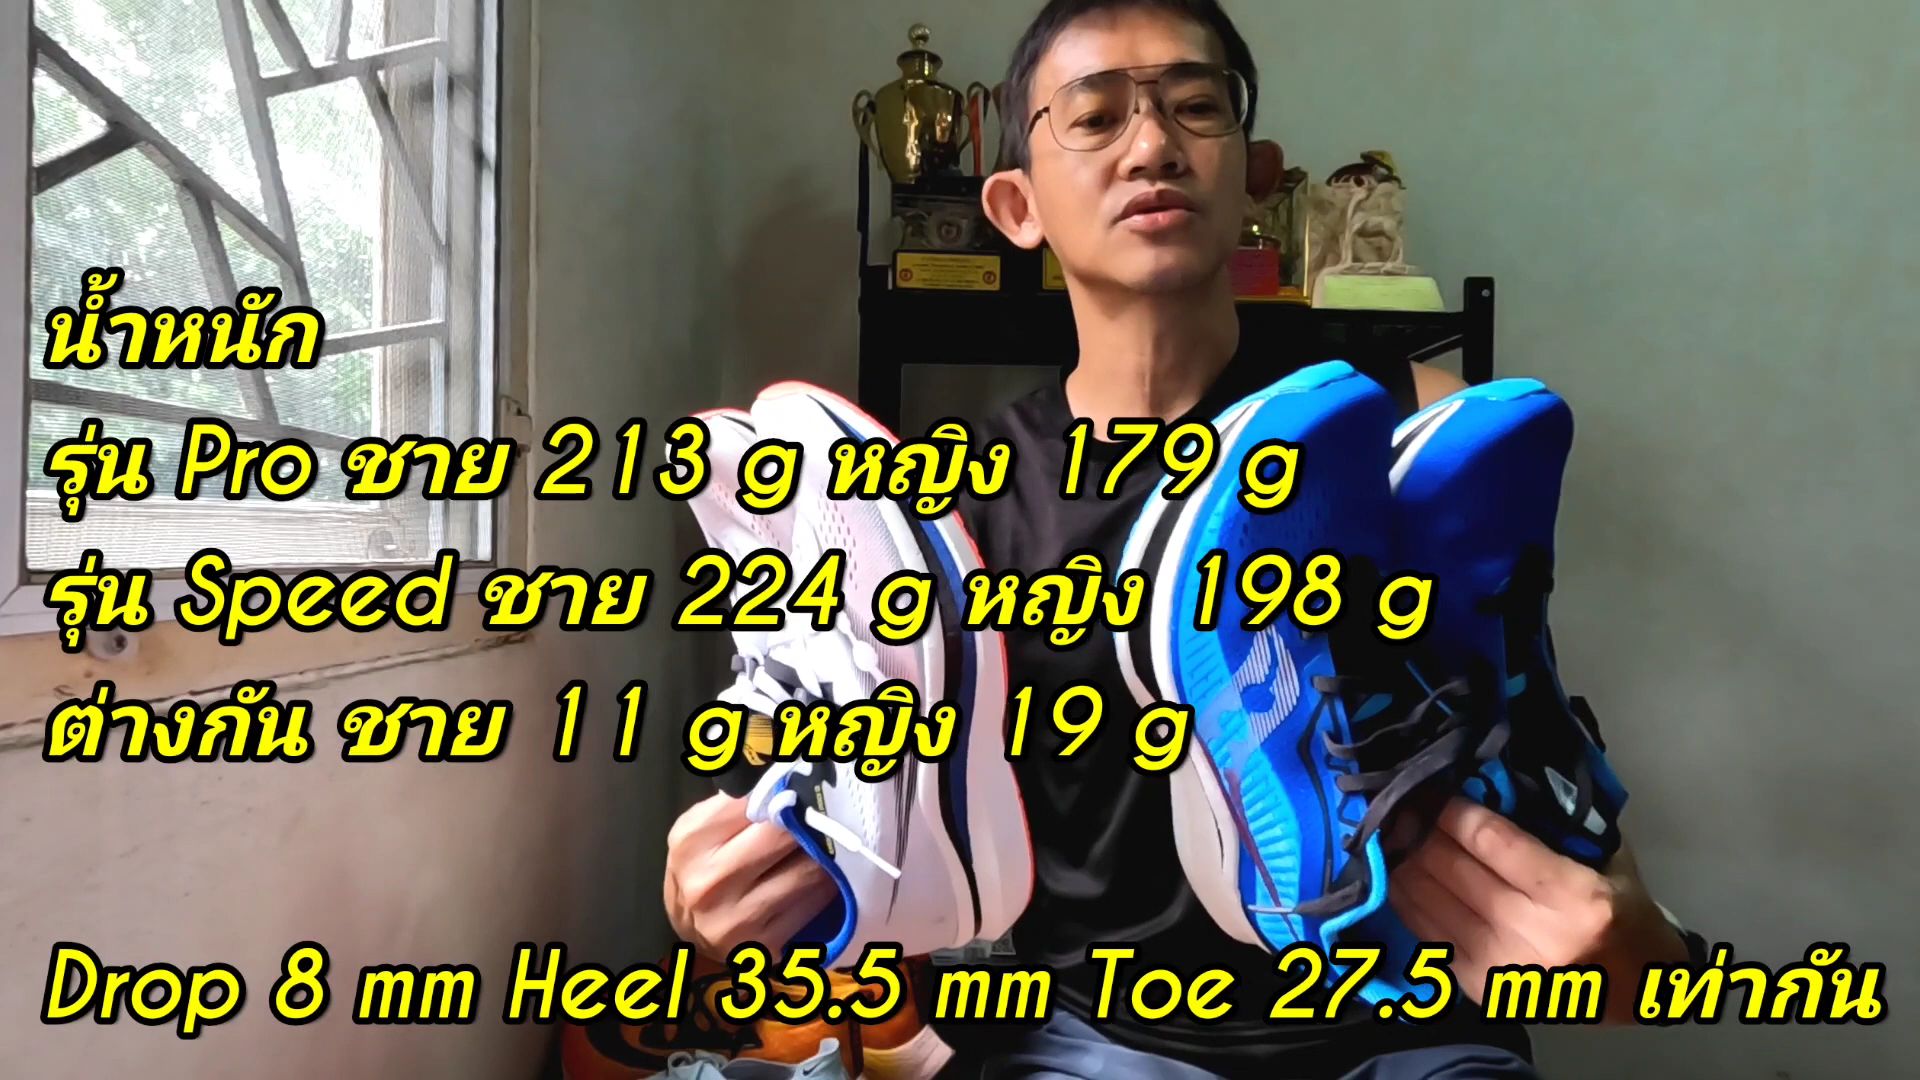 น้ำหนัก
รุ่น Pro ชาย 213 g หญิง 179 g
รุ่น Speed ชาย 224 g หญิง 198 g
ต่างกัน ชาย 11 g หญิง 19 g
Drop 8 mm Heel 35.5 mm Toe 27.5 mm เท่ากัน